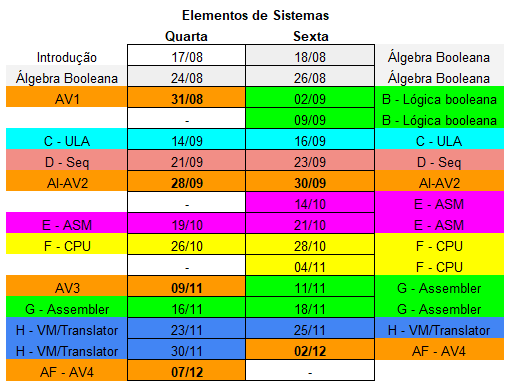 Elementos de Sistemas
Quarta Sexta
Introdução 17/08 18/08 Álgebra Booleana
Álgebra Booleana 24/08 26/08 Álgebra Booleana
AV1 31/08 02/09 B - Lógica booleana
- 09/09 B - Lógica booleana
C - ULA 14/09 16/09 C - ULA
D - Seq 21/09 23/09 D - Seq
AI-AV2 28/09 30/09 AI-AV2
- 14/10 E - ASM
E - ASM 19/10 21/10 E - ASM
F - CPU 26/10 28/10 F - CPU
- 04/11 F - CPU
AV3 09/11 11/11 G - Assembler
G - Assembler 16/11 18/11 G - Assembler
H - VM/Translator 23/11 25/11 H - VM/Translator
H - VM/Translator 30/11 02/12 AF - AV4
AF - AV4 07/12 -